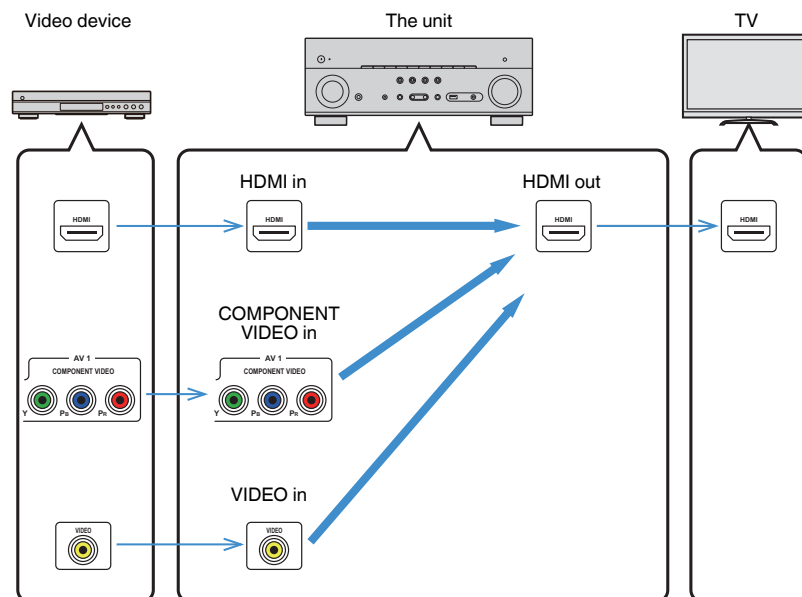 Video device
The unit
TV
HDMI in
HDMI out
HDMI
HDMI
HDMI
HDMI
COMPONENT
VIDEO in
AV 1
COMPONENT VIDEO
Y PB PR
AV 1
COMPONENT VIDEO
Y PB PR
VIDEO in
VIDEO
VIDEO